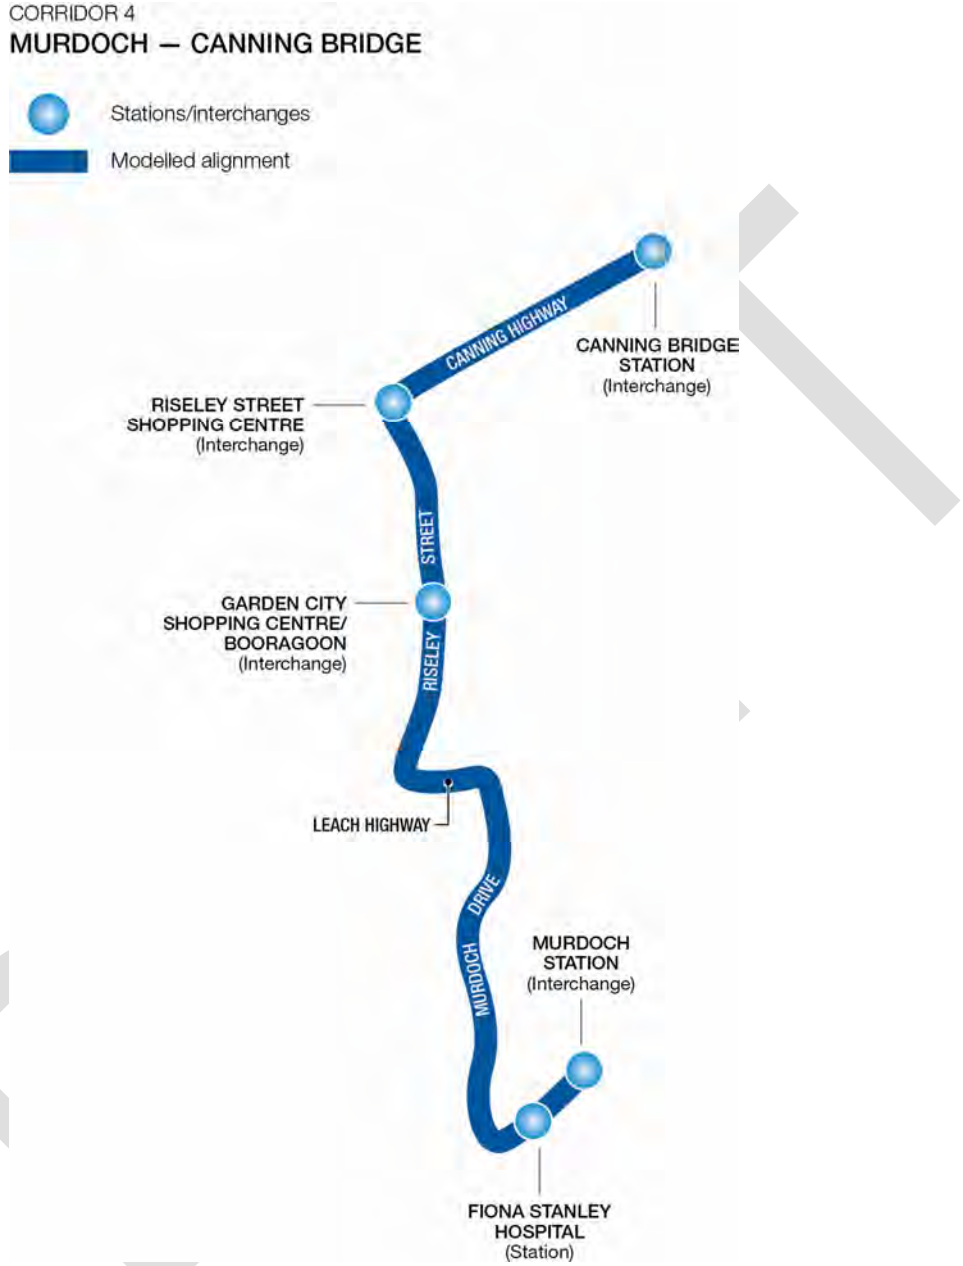 CORRIDOR 4
MURDOCH — CANNING BRIDGE
Stations/interchanges
Modelled alignment
CANNING HIGHWAY
CANNING BRIDGE
STATION
(Interchange)
RISELEY STREET
SHOPPING CENTRE
(Interchange)
STREET
GARDEN CITY
SHOPPING CENTRE/
BOORAGOON
(Interchange)
RISELEY
LEACH HIGHWAY
DRIVE
MURDOCH
MURDOCH
STATION
(Interchange)
FIONA STANLEY
HOSPITAL
(Station)